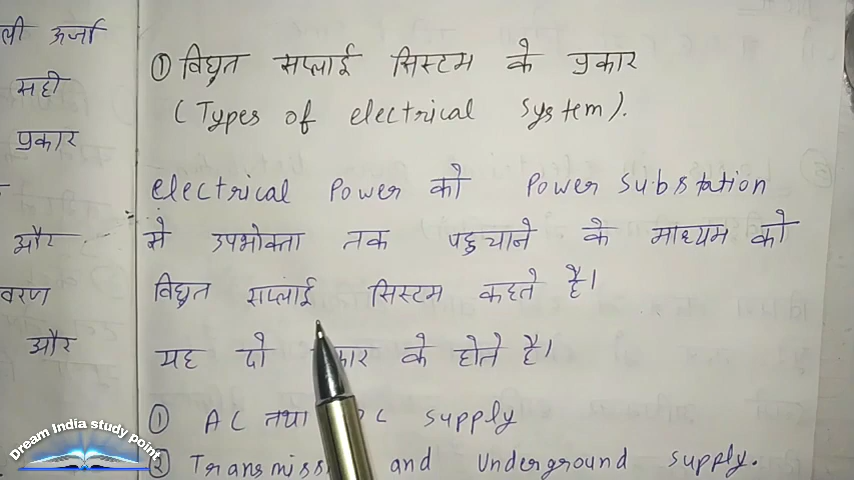 ली ऊर्जा
सही
प्रकार
और
वरण
और
① विद्युत सप्लाई सिस्टम के प्रकार
(Types of electrical system).
electrical Power को Power substation
से उपभोक्ता तक पहुचाने के माध्यम को
विद्युत सप्लाई सिस्टम कहते है।
यह दो कार के होते है।
① AC तथा DC supply
② Transmiss and Underground supply.
Dream India study point